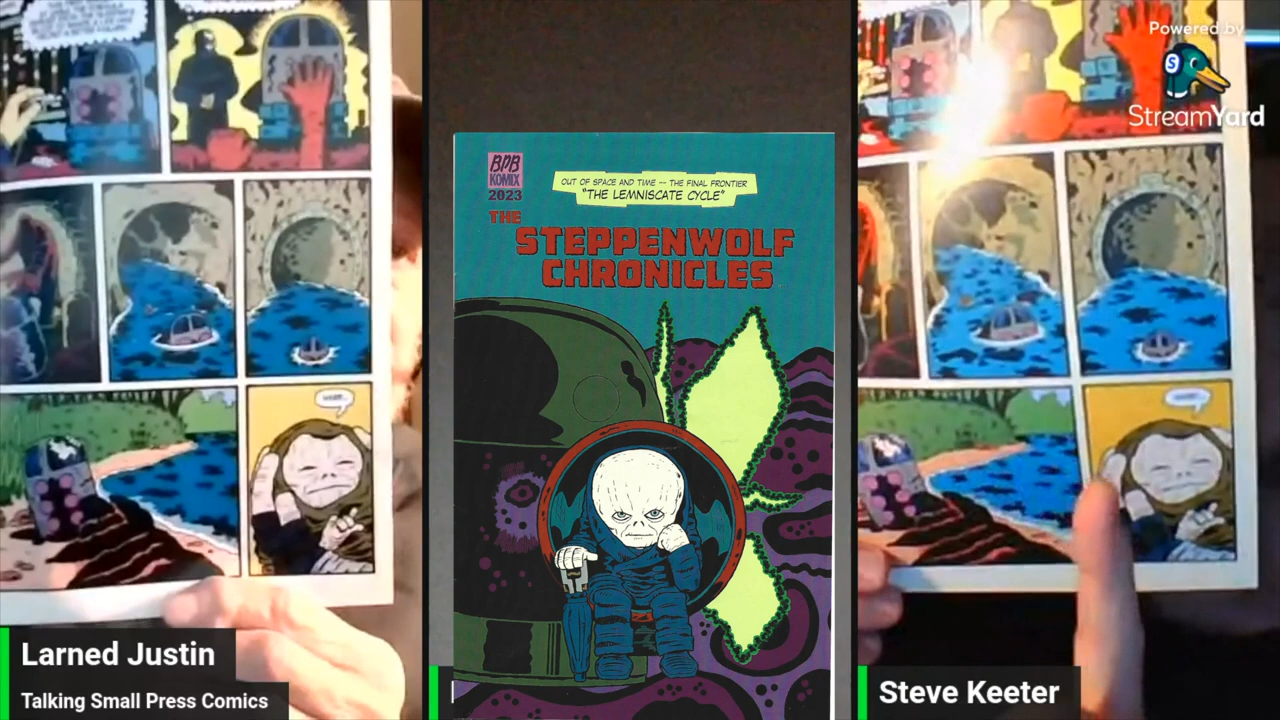 Powered by
StreamYard
BPB
KOMIX
2023
OUT OF SPACE AND TIME — THE FINAL FRONTIER
"THE LEMNISCATE CYCLE"
THE
STEPPENWOLF
CHRONICLES
Larned Justin
Talking Small Press Comics
Steve Keeter